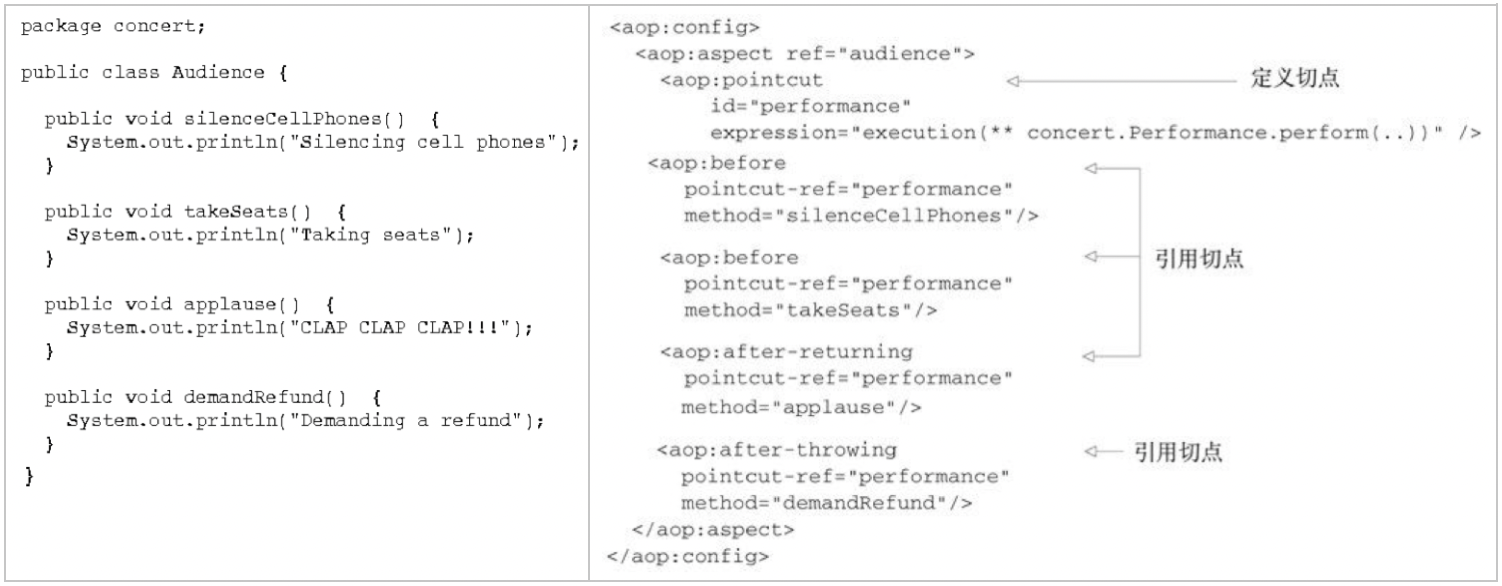 package concert;
public class Audience {
public void silenceCellPhones() {
System.out.println("Silencing cell phones");
}
public void takeSeats() {
System.out.println("Taking seats");
}
public void applause() {
System.out.println("CLAP CLAP CLAP!!!");
}
public void demandRefund() {
System.out.println("Demanding a refund");
}
}
<aop:config>
<aop:aspect ref="audience">
<aop:pointcut 定义切点
id="performance"
expression="execution(** concert.Performance.perform(..))" />
<aop:before
pointcut-ref="performance"
method="silenceCellPhones"/>
<aop:before 引用切点
pointcut-ref="performance"
method="takeSeats"/>
<aop:after-returning
pointcut-ref="performance"
method="applause"/>
<aop:after-throwing 引用切点
pointcut-ref="performance"
method="demandRefund"/>
</aop:aspect>
</aop:config>